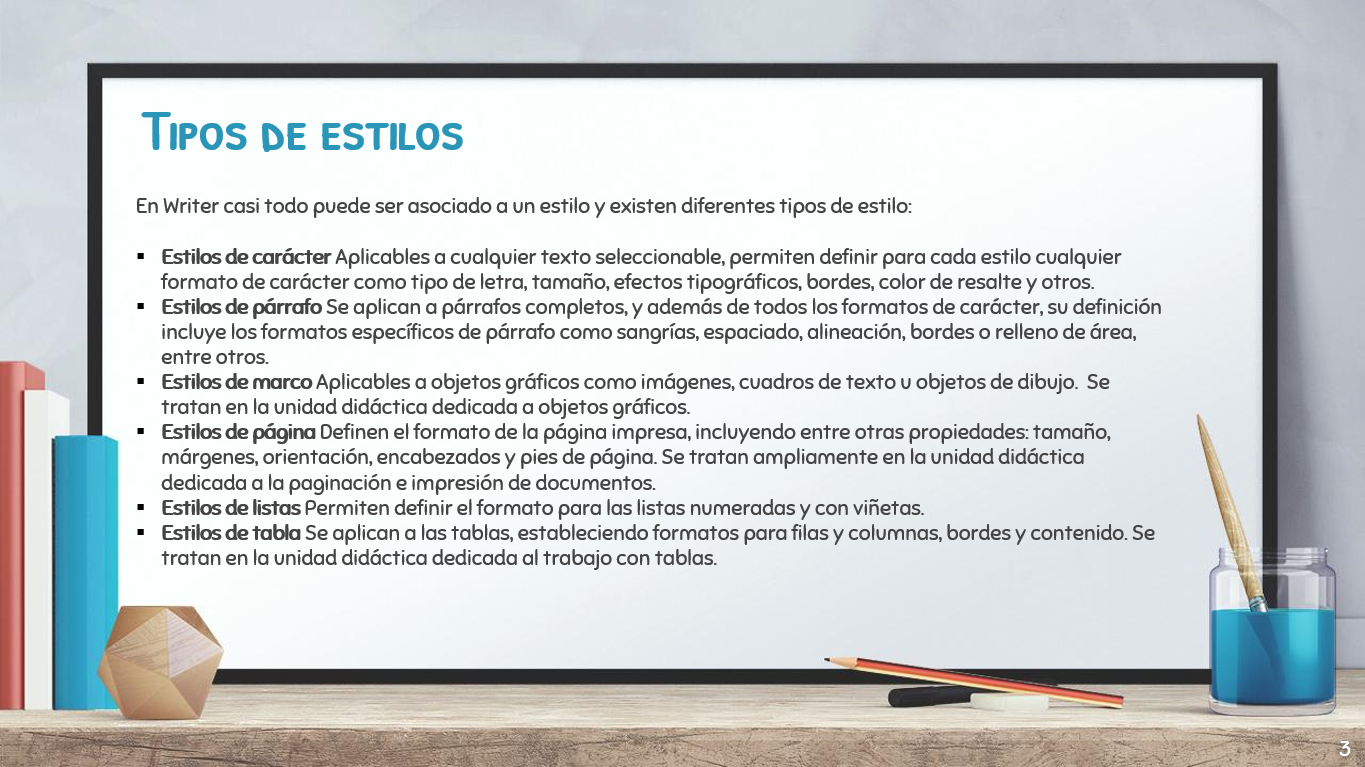 Tipos de estilos
En Writer casi todo puede ser asociado a un estilo y existen diferentes tipos de estilo:
▪ Estilos de carácter Aplicables a cualquier texto seleccionable, permiten definir para cada estilo cualquier
formato de carácter como tipo de letra, tamaño, efectos tipográficos, bordes, color de resalte y otros.
▪ Estilos de párrafo Se aplican a párrafos completos, y además de todos los formatos de carácter, su definición
incluye los formatos específicos de párrafo como sangrías, espaciado, alineación, bordes o relleno de área,
entre otros.
▪ Estilos de marco Aplicables a objetos gráficos como imágenes, cuadros de texto u objetos de dibujo.  Se
tratan en la unidad didáctica dedicada a objetos gráficos.
▪ Estilos de página Definen el formato de la página impresa, incluyendo entre otras propiedades: tamaño,
márgenes, orientación, encabezados y pies de página. Se tratan ampliamente en la unidad didáctica
dedicada a la paginación e impresión de documentos.
▪ Estilos de listas Permiten definir el formato para las listas numeradas y con viñetas.
▪ Estilos de tabla Se aplican a las tablas, estableciendo formatos para filas y columnas, bordes y contenido. Se
tratan en la unidad didáctica dedicada al trabajo con tablas.
3